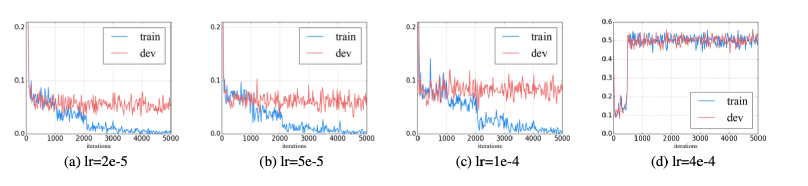 0.2
0.1
0.0
0
1000
2000
3000
4000
5000
train
dev
iterations
(a) lr=2e-5
0.2
0.1
0.0
0
1000
2000
3000
4000
5000
train
dev
iterations
(b) lr=5e-5
0.2
0.1
0.0
0
1000
2000
3000
4000
5000
train
dev
iterations
(c) lr=1e-4
0.6
0.5
0.4
0.3
0.2
0.1
0.0
0
1000
2000
3000
4000
5000
train
dev
iterations
(d) lr=4e-4